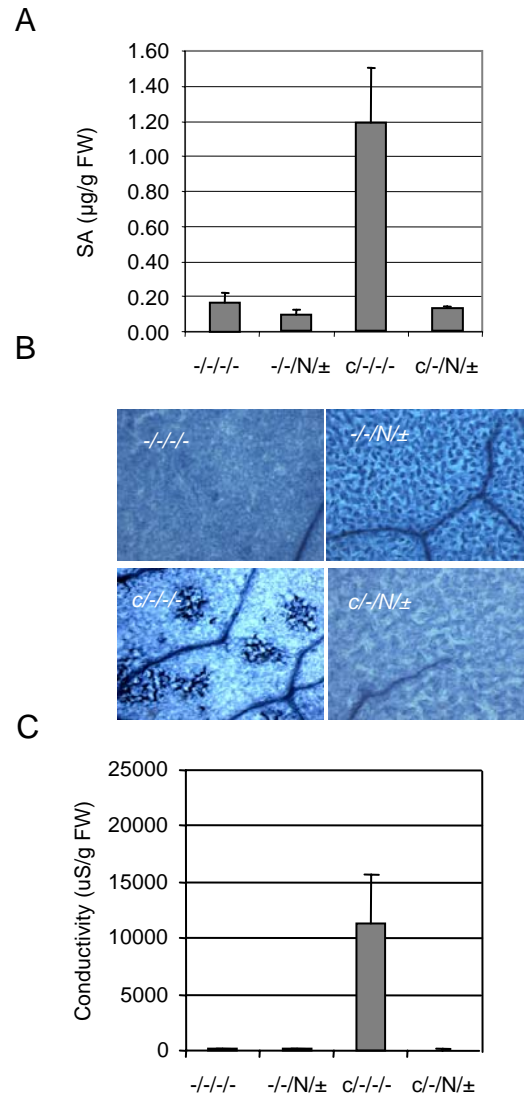 A
1.60
1.40
1.20
1.00
0.80
0.60
0.40
0.20
0.00
SA (µg/g FW)
-/-/-/- -/-/N/± c/-/-/- c/-/N/±
B
-/-/-/- -/-/N/±
c/-/-/- c/-/N/±
C
25000
20000
15000
10000
5000
0
Conductivity (uS/g FW)
-/-/-/- -/-/N/± c/-/-/- c/-/N/±